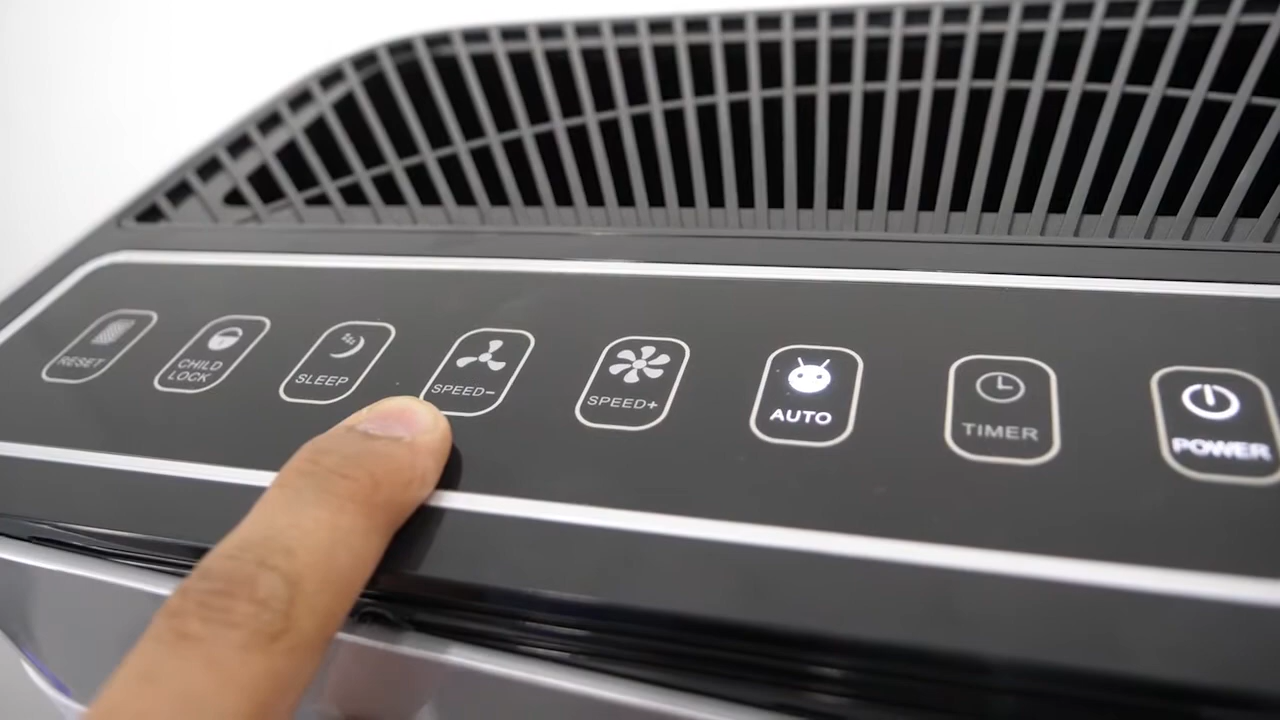 RESET
CHILD
LOCK
SLEEP
SPEED−
SPEED+
AUTO
TIMER
POWER